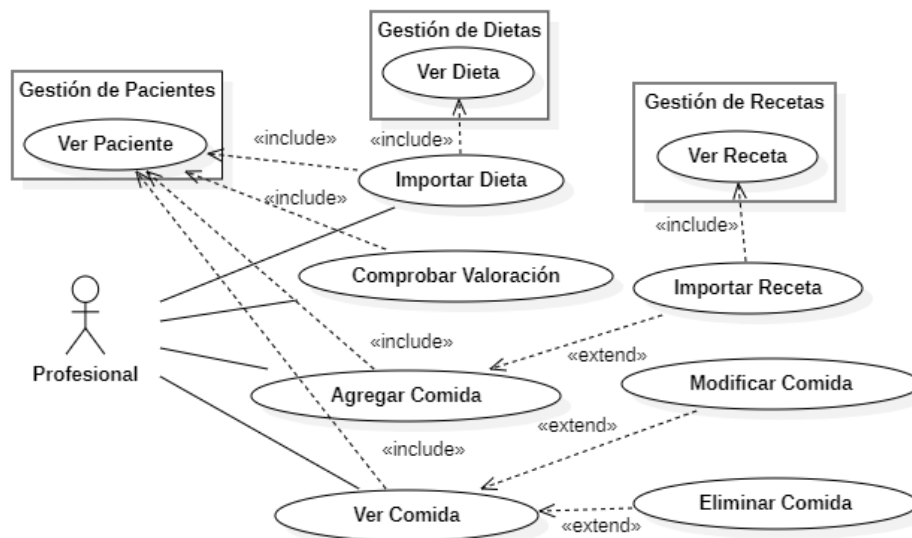 Gestión de Dietas
Ver Dieta
Gestión de Pacientes
Ver Paciente
Gestión de Recetas
Ver Receta
«include»
«include»
Importar Dieta
«include»
«include»
Comprobar Valoración
Importar Receta
Profesional
«include»
«extend»
Agregar Comida
Modificar Comida
«extend»
«include»
Ver Comida
Eliminar Comida
«extend»